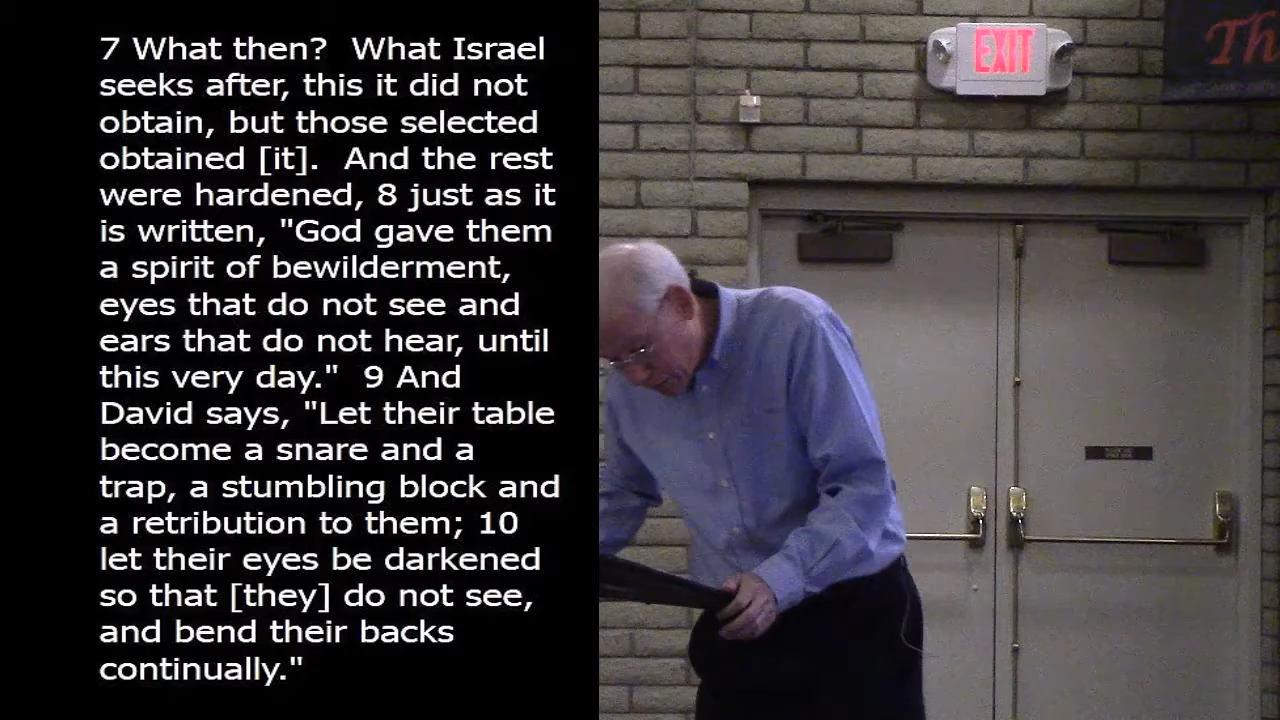 7 What then?  What Israel
seeks after, this it did not
obtain, but those selected
obtained [it].  And the rest
were hardened, 8 just as it
is written, "God gave them
a spirit of bewilderment,
eyes that do not see and
ears that do not hear, until
this very day."  9 And
David says, "Let their table
become a snare and a
trap, a stumbling block and
a retribution to them; 10
let their eyes be darkened
so that [they] do not see,
and bend their backs
continually."
EXIT
Th